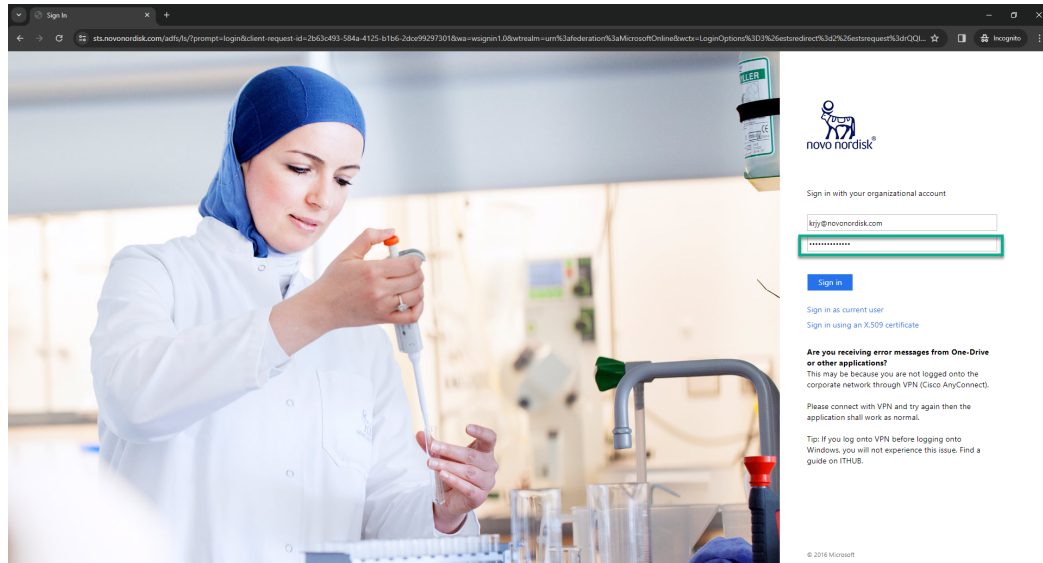 Sign In
sts.novonordisk.com/adfs/ls/?prompt=login&client-request-id=2b63c493-584a-4125-b1b6-2dce99297301&wa=wsignin1.0&wtrealm=urn%3afederation%3aMicrosoftOnline&wctx=LoginOptions%3D3%26estsredirect%3d2%26estsrequest%3drQQI...
Incognito
novo nordisk®
Sign in with your organizational account
krjy@novonordisk.com
Sign in
Sign in as current user
Sign in using an X.509 certificate
Are you receiving error messages from One-Drive
or other applications?
This may be because you are not logged onto the
corporate network through VPN (Cisco AnyConnect).
Please connect with VPN and try again then the
application shall work as normal.
Tip: If you log onto VPN before logging onto
Windows, you will not experience this issue. Find a
guide on ITHUB.
© 2016 Microsoft